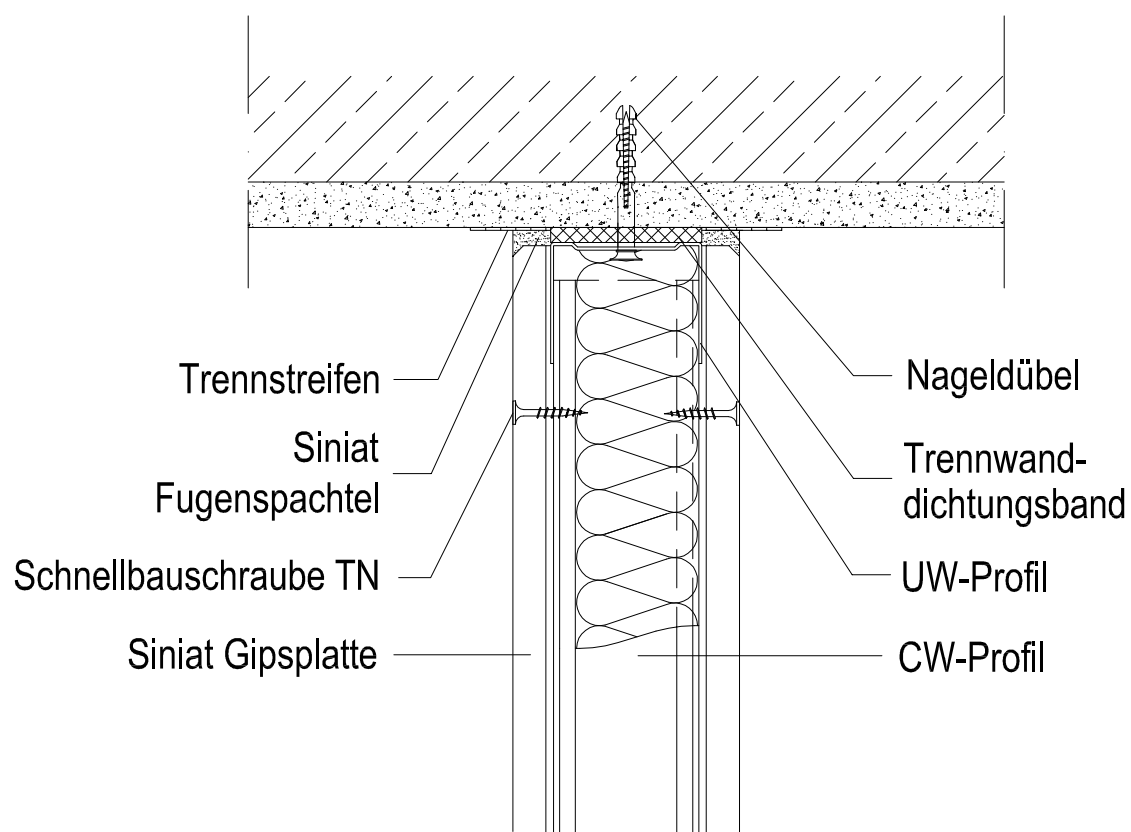 Trennstreifen
Siniat
Fugenspachtel
Schnellbauschraube TN
Siniat Gipsplatte
Nageldübel
Trennwand-
dichtungsband
UW-Profil
CW-Profil